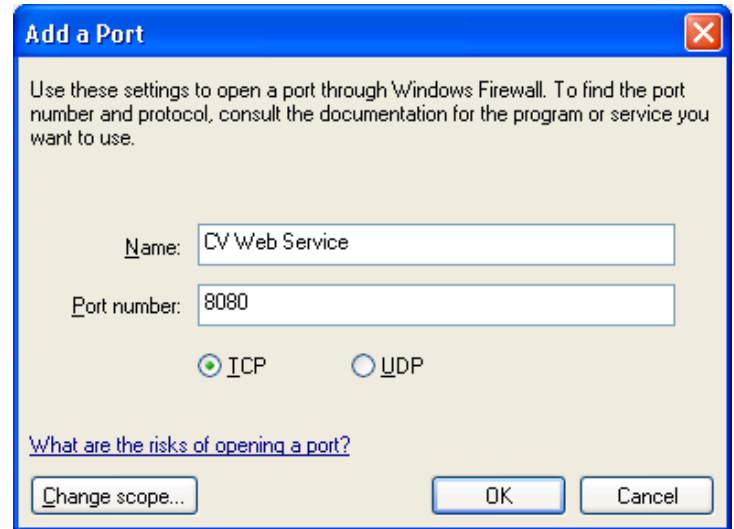 Add a Port
Use these settings to open a port through Windows Firewall. To find the port
number and protocol, consult the documentation for the program or service you
want to use.
Name: CV Web Service
Port number: 8080
TCP UDP
What are the risks of opening a port?
Change scope... OK Cancel